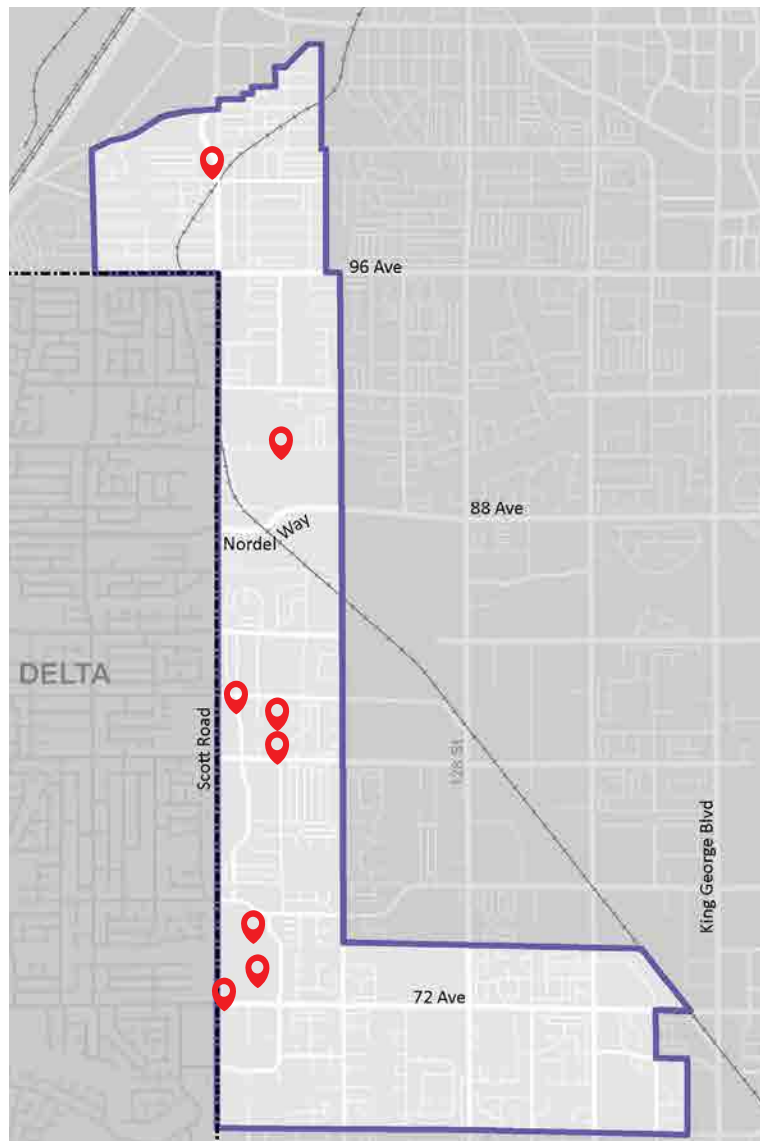 96 Ave
88 Ave
Nordel Way
DELTA
Scott Road
128 St
King George Blvd
72 Ave